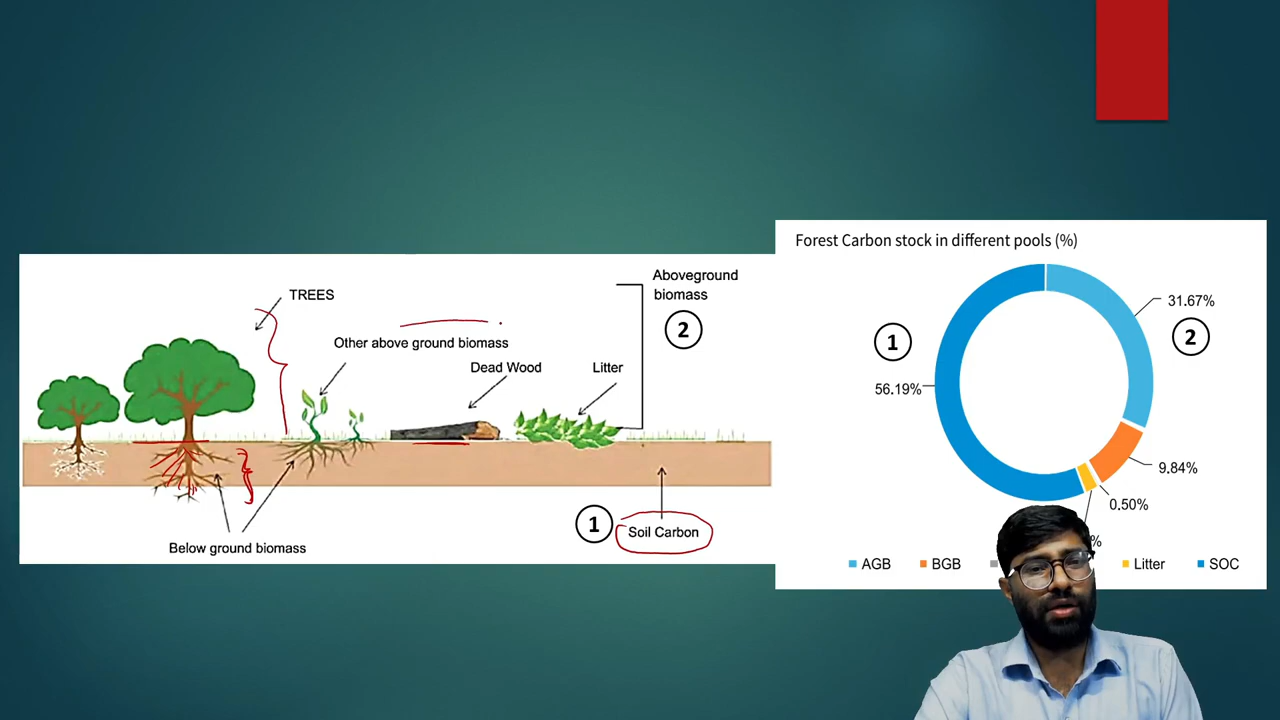 TREES
Other above ground biomass
Dead Wood
Litter
Aboveground
biomass
2
Below ground biomass
1
Soil Carbon
Forest Carbon stock in different pools (%)
31.67%
1
2
56.19%
9.84%
0.50%
%
AGB
BGB
Litter
SOC